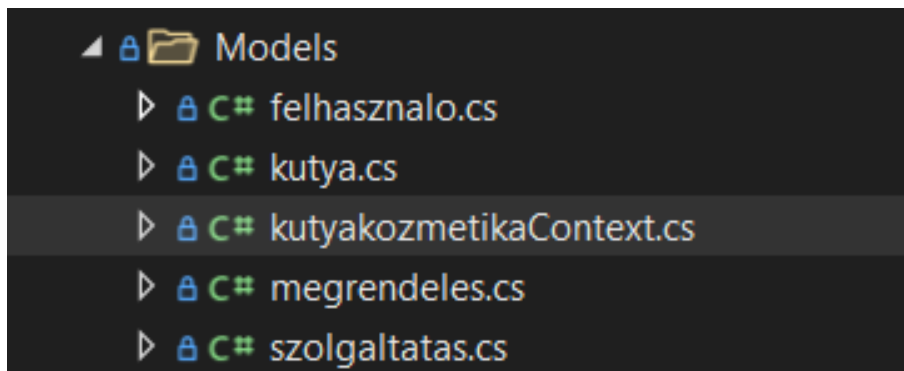 Models
C# felhasznalo.cs
C# kutya.cs
C# kutyakozmetikaContext.cs
C# megrendeles.cs
C# szolgaltatas.cs